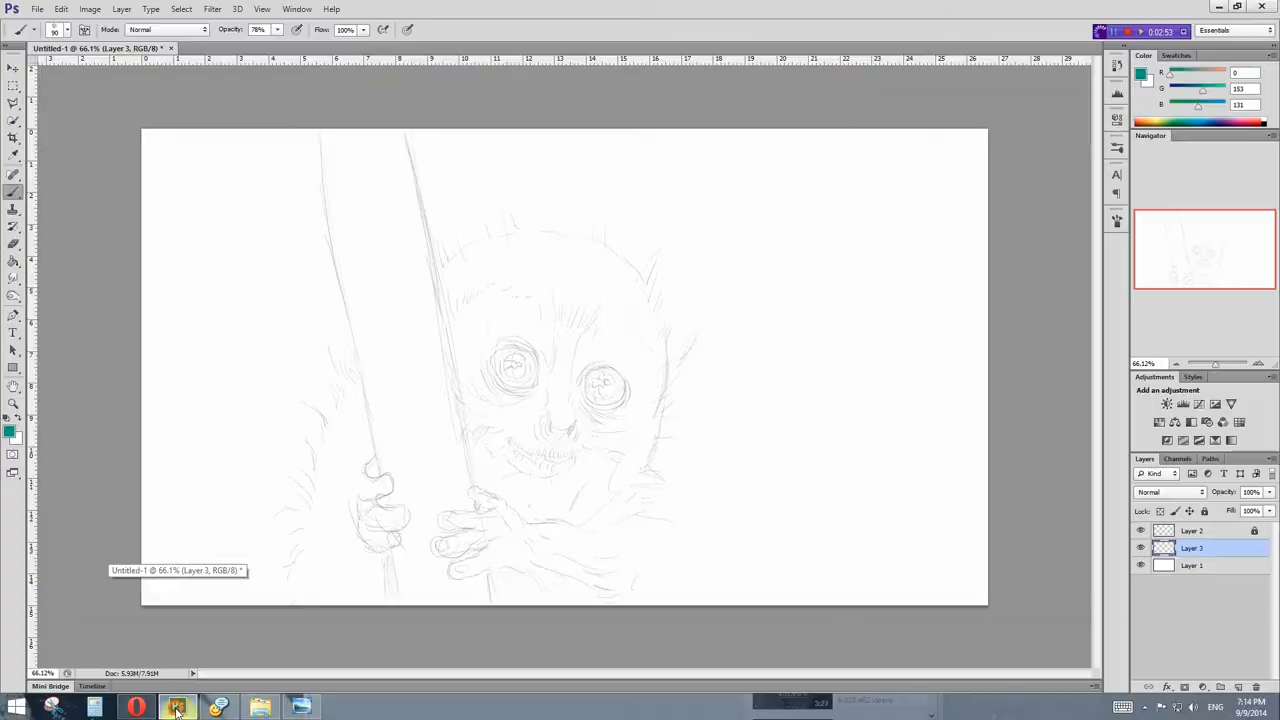 Ps File Edit Image Layer Type Select Filter 3D View Window Help
90 Mode: Normal Opacity: 78% Flow: 100% 0:02:53 Essentials
Untitled-1 @ 66.1% (Layer 3, RGB/8) * ×
Color Swatches
R 0
G 153
B 131
Navigator
66.12%
Adjustments Styles
Add an adjustment
Layers Channels Paths
Kind
Normal Opacity: 100%
Lock: Fill: 100%
Layer 2
Layer 3
Layer 1
Untitled-1 @ 66.1% (Layer 3, RGB/8) *
66.12% Doc: 5.93M/7.91M
Mini Bridge Timeline
ENG 7:14 PM
9/9/2014